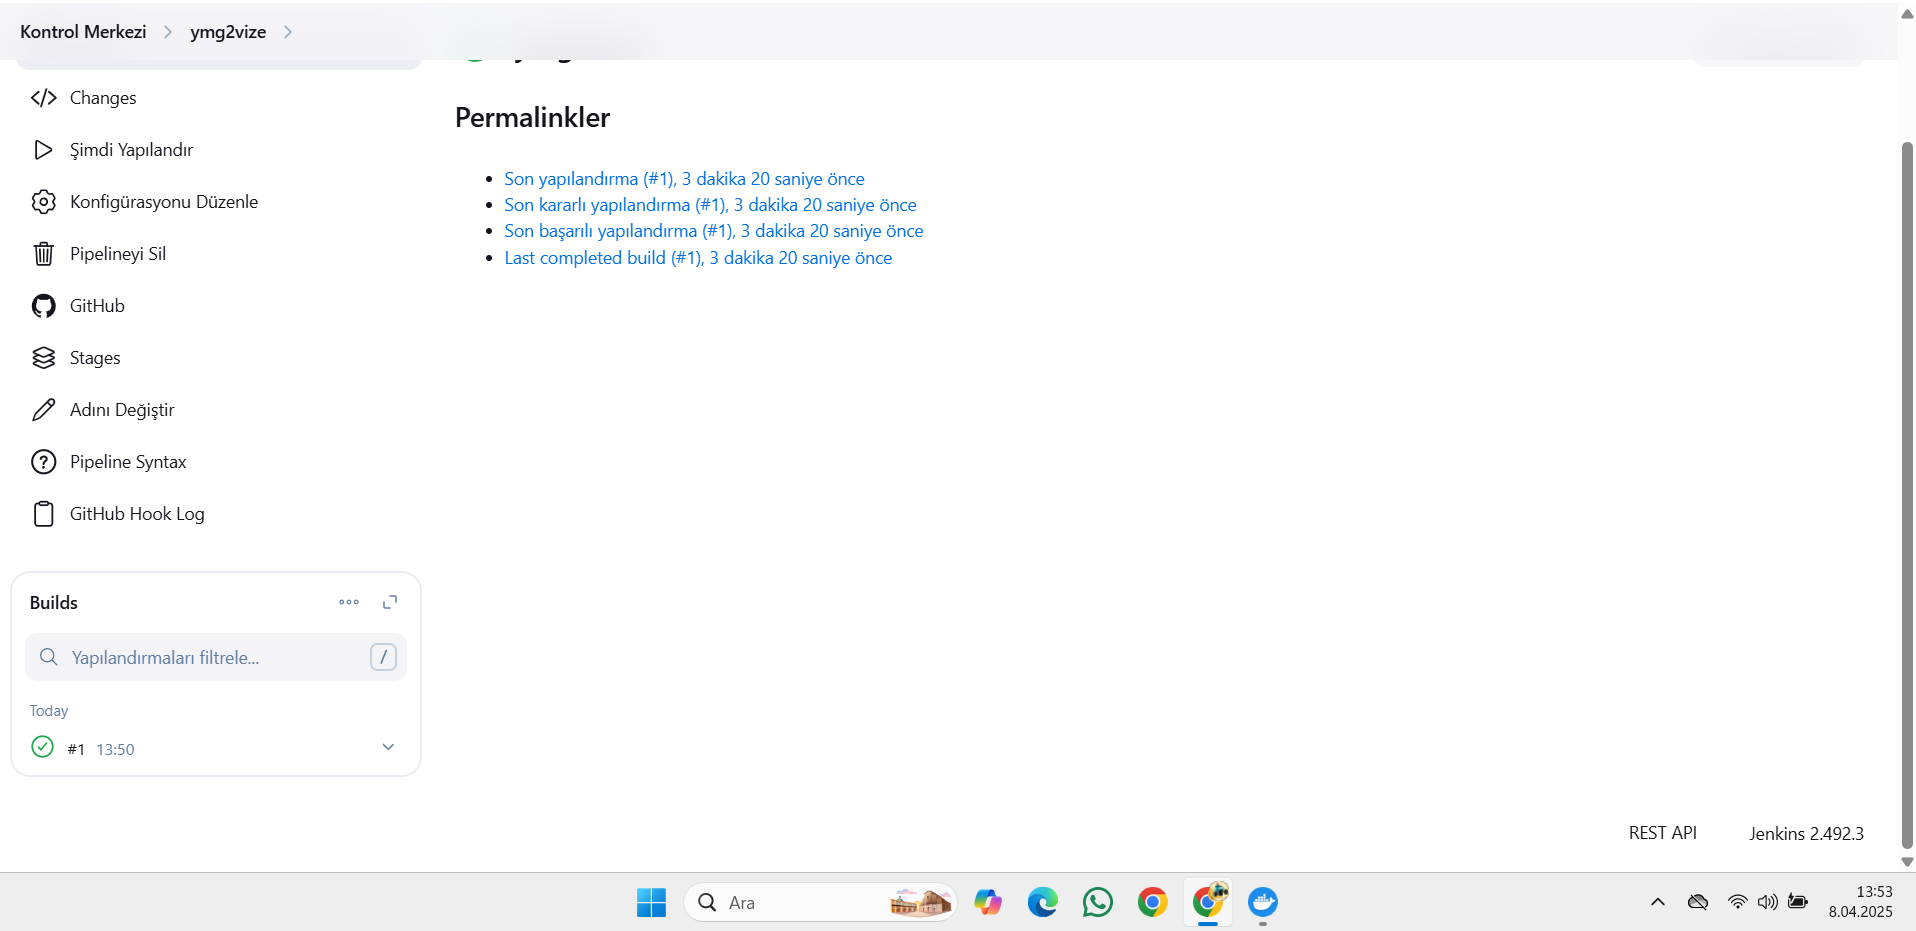 Kontrol Merkezi > ymg2vize >
Changes
Şimdi Yapılandır
Konfigürasyonu Düzenle
Pipelineyi Sil
GitHub
Stages
Adını Değiştir
Pipeline Syntax
GitHub Hook Log
Builds
Yapılandırmaları filtrele... /
Today
#1 13:50
Permalinkler
Son yapılandırma (#1), 3 dakika 20 saniye önce
Son kararlı yapılandırma (#1), 3 dakika 20 saniye önce
Son başarılı yapılandırma (#1), 3 dakika 20 saniye önce
Last completed build (#1), 3 dakika 20 saniye önce
REST API Jenkins 2.492.3
Ara
13:53
8.04.2025